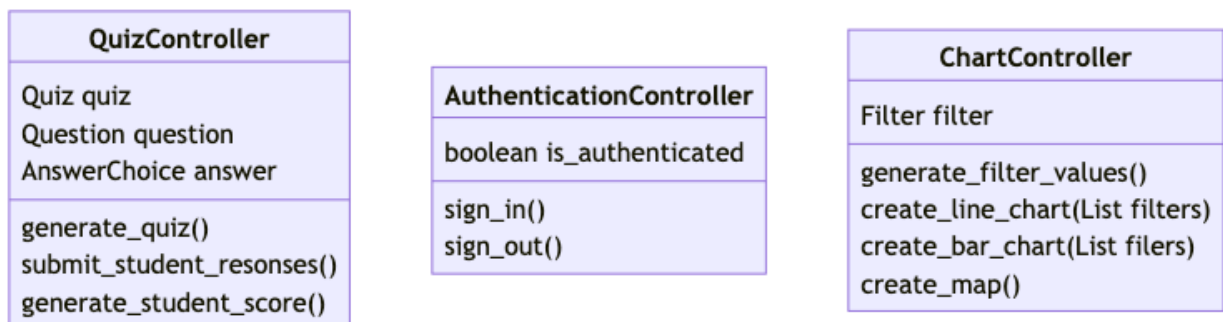 QuizController
Quiz quiz
Question question
AnswerChoice answer
generate_quiz()
submit_student_resonses()
generate_student_score()
AuthenticationController
boolean is_authenticated
sign_in()
sign_out()
ChartController
Filter filter
generate_filter_values()
create_line_chart(List filters)
create_bar_chart(List filers)
create_map()